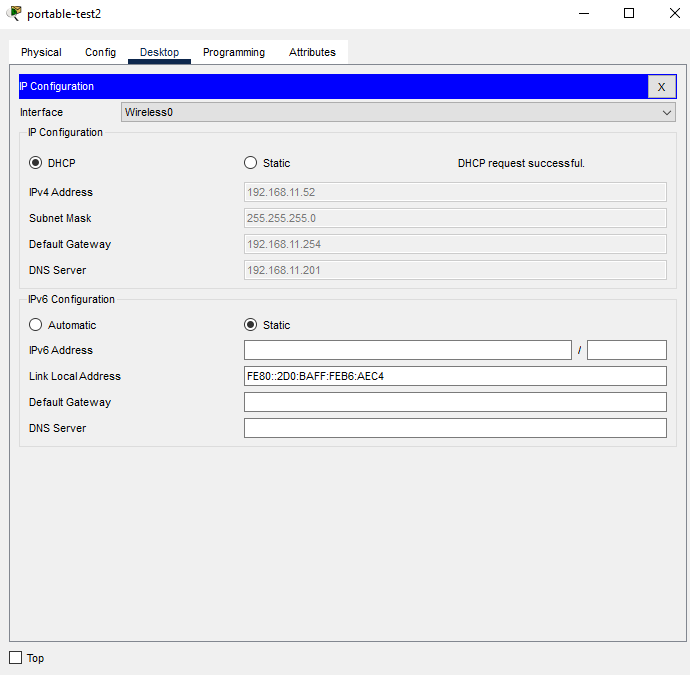 portable-test2
Physical Config Desktop Programming Attributes
IP Configuration X
Interface Wireless0
IP Configuration
DHCP Static DHCP request successful.
IPv4 Address 192.168.11.52
Subnet Mask 255.255.255.0
Default Gateway 192.168.11.254
DNS Server 192.168.11.201
IPv6 Configuration
Automatic Static
IPv6 Address /
Link Local Address FE80::2D0:BAFF:FEB6:AEC4
Default Gateway
DNS Server
Top